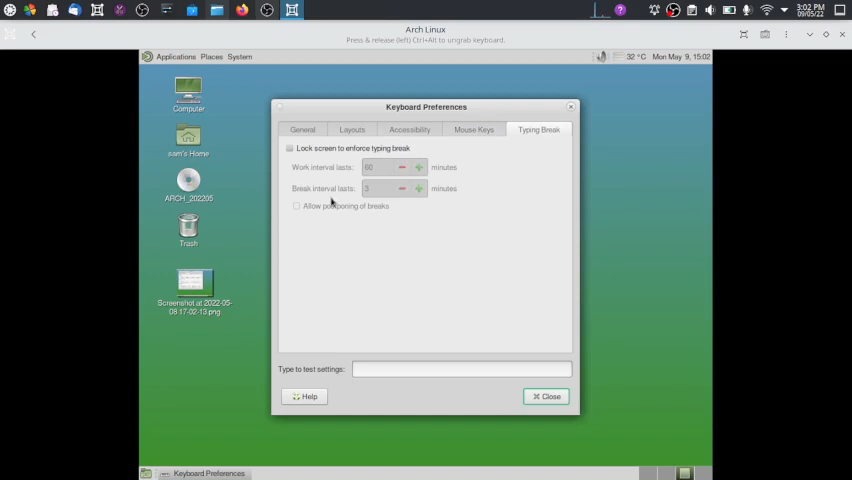 3:02 PM
09/05/22
Arch Linux
Press & release (left) Ctrl+Alt to ungrab keyboard.
Applications Places System
32 °C Mon May 9, 15:02
Computer
sam's Home
ARCH_202205
Trash
Screenshot at 2022-05-
08 17-02-13.png
Keyboard Preferences
General Layouts Accessibility Mouse Keys Typing Break
Lock screen to enforce typing break
Work interval lasts: 60 minutes
Break interval lasts: 3 minutes
Allow postponing of breaks
Type to test settings:
Help Close
Keyboard Preferences